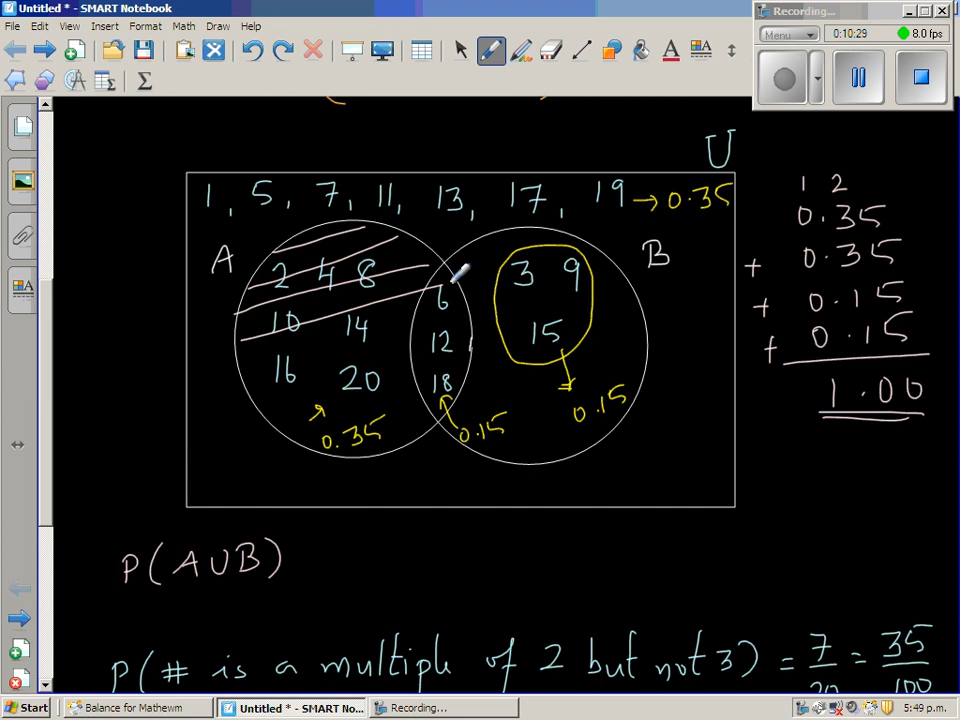 Untitled * - SMART Notebook
Recording...
File Edit View Insert Format Math Draw Help
Menu 0:10:29 8.0 fps
U
1, 5, 7, 11, 13, 17, 19 → 0.35
A
B
2 4 8
10 14
16 20
0.35
6
12
18
0.15
3 9
15
0.15
1 2
0.35
+ 0.35
+ 0.15
+ 0.15
1.00
P(A∪B)
P(# is a multiple of 2 but not 3) = 7/20 = 35/100
Start Balance for Mathewm Untitled * - SMART No... Recording... 5:49 p.m.